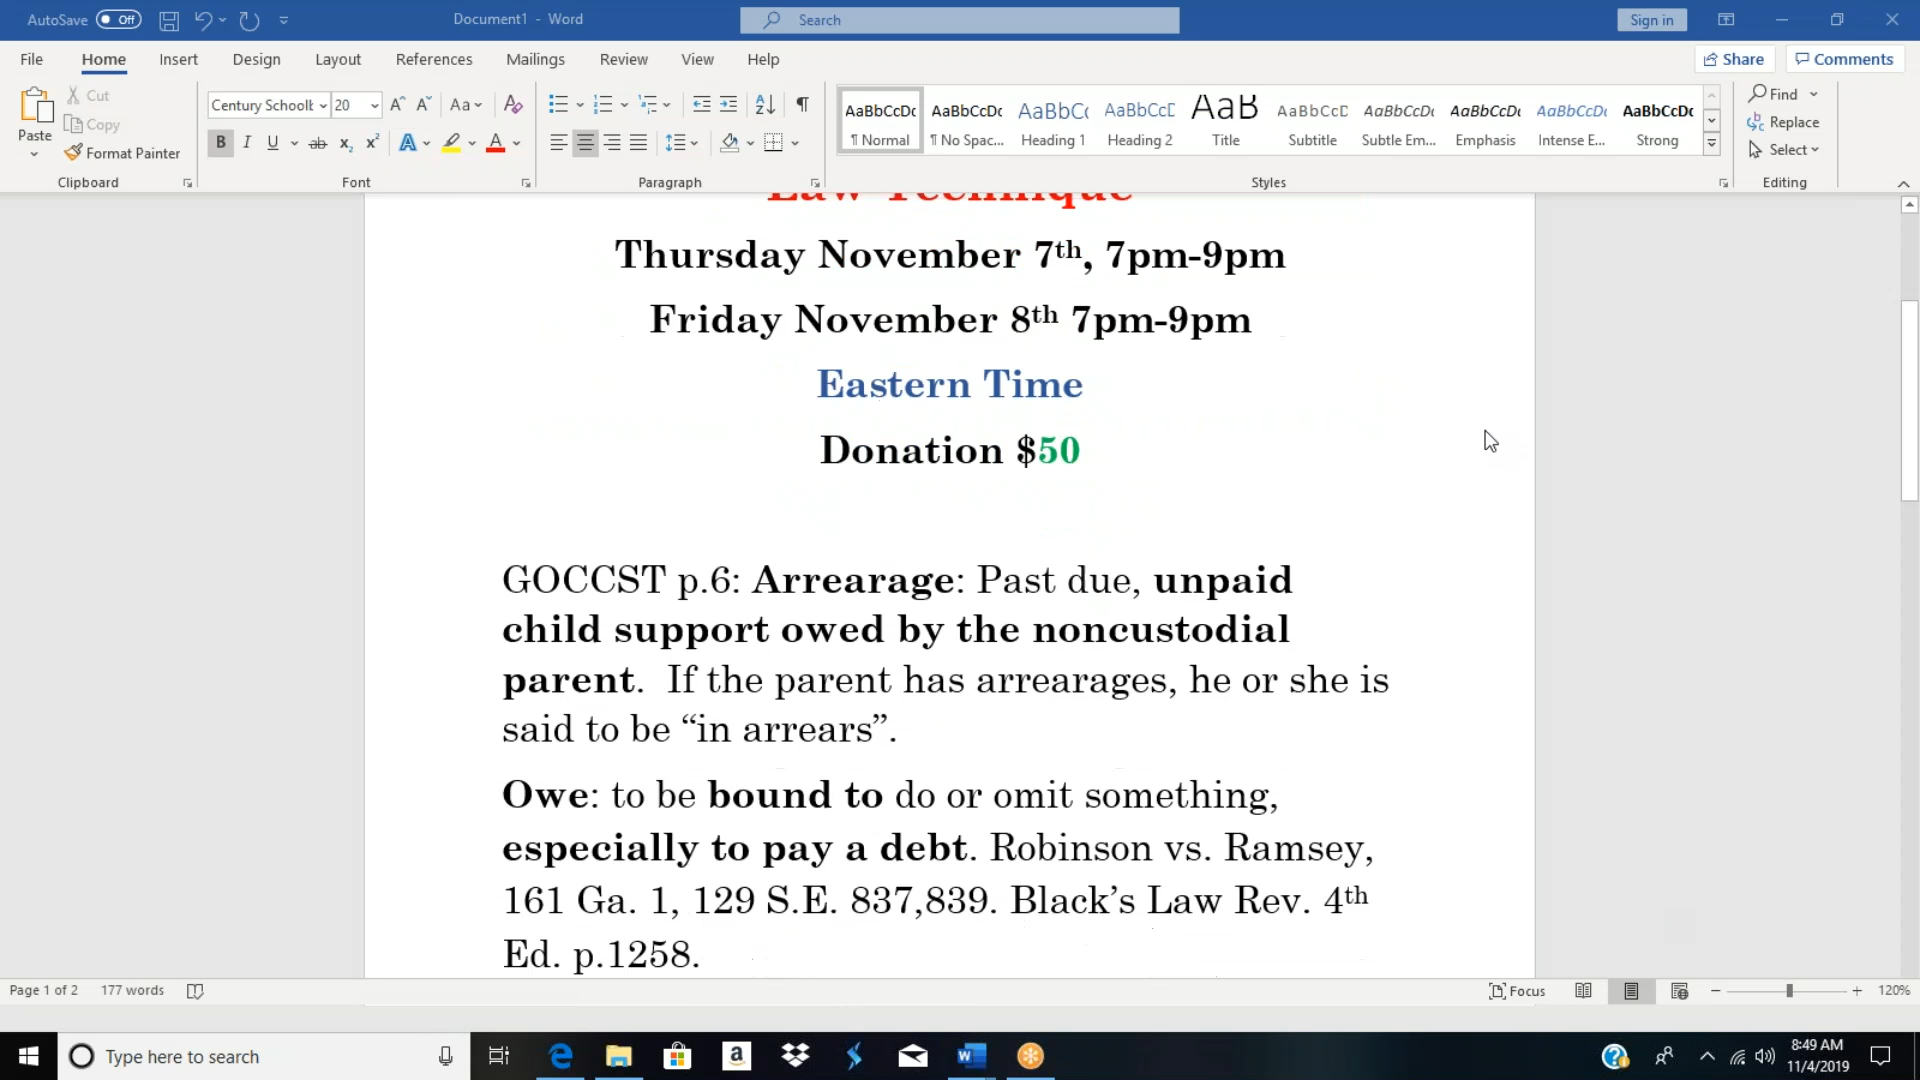 AutoSave Off
Document1 - Word
Search
Sign in
File Home Insert Design Layout References Mailings Review View Help
Share Comments
Paste
Cut
Copy
Format Painter
Clipboard
Century Schoolb 20
Font
Paragraph
AaBbCcDc AaBbCcDc AaBbC AaBbCcD AaB AaBbCcD AaBbCcDc AaBbCcDc AaBbCcDc AaBbCcDc
¶ Normal ¶ No Spac... Heading 1 Heading 2 Title Subtitle Subtle Em... Emphasis Intense E... Strong
Styles
Find
Replace
Select
Editing
Law Technique
Thursday November 7th, 7pm-9pm
Friday November 8th 7pm-9pm
Eastern Time
Donation $50
GOCCST p.6: Arrearage: Past due, unpaid
child support owed by the noncustodial
parent. If the parent has arrearages, he or she is
said to be “in arrears”.
Owe: to be bound to do or omit something,
especially to pay a debt. Robinson vs. Ramsey,
161 Ga. 1, 129 S.E. 837,839. Black’s Law Rev. 4th
Ed. p.1258.
Page 1 of 2 177 words
Focus
120%
Type here to search
8:49 AM
11/4/2019